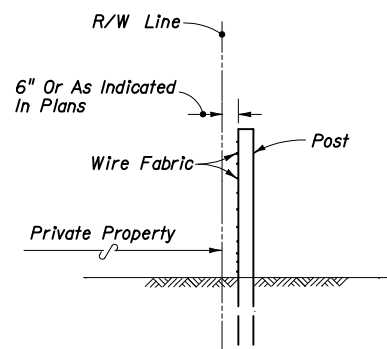 R/W Line
6" Or As Indicated
In Plans
Post
Wire Fabric
Private Property